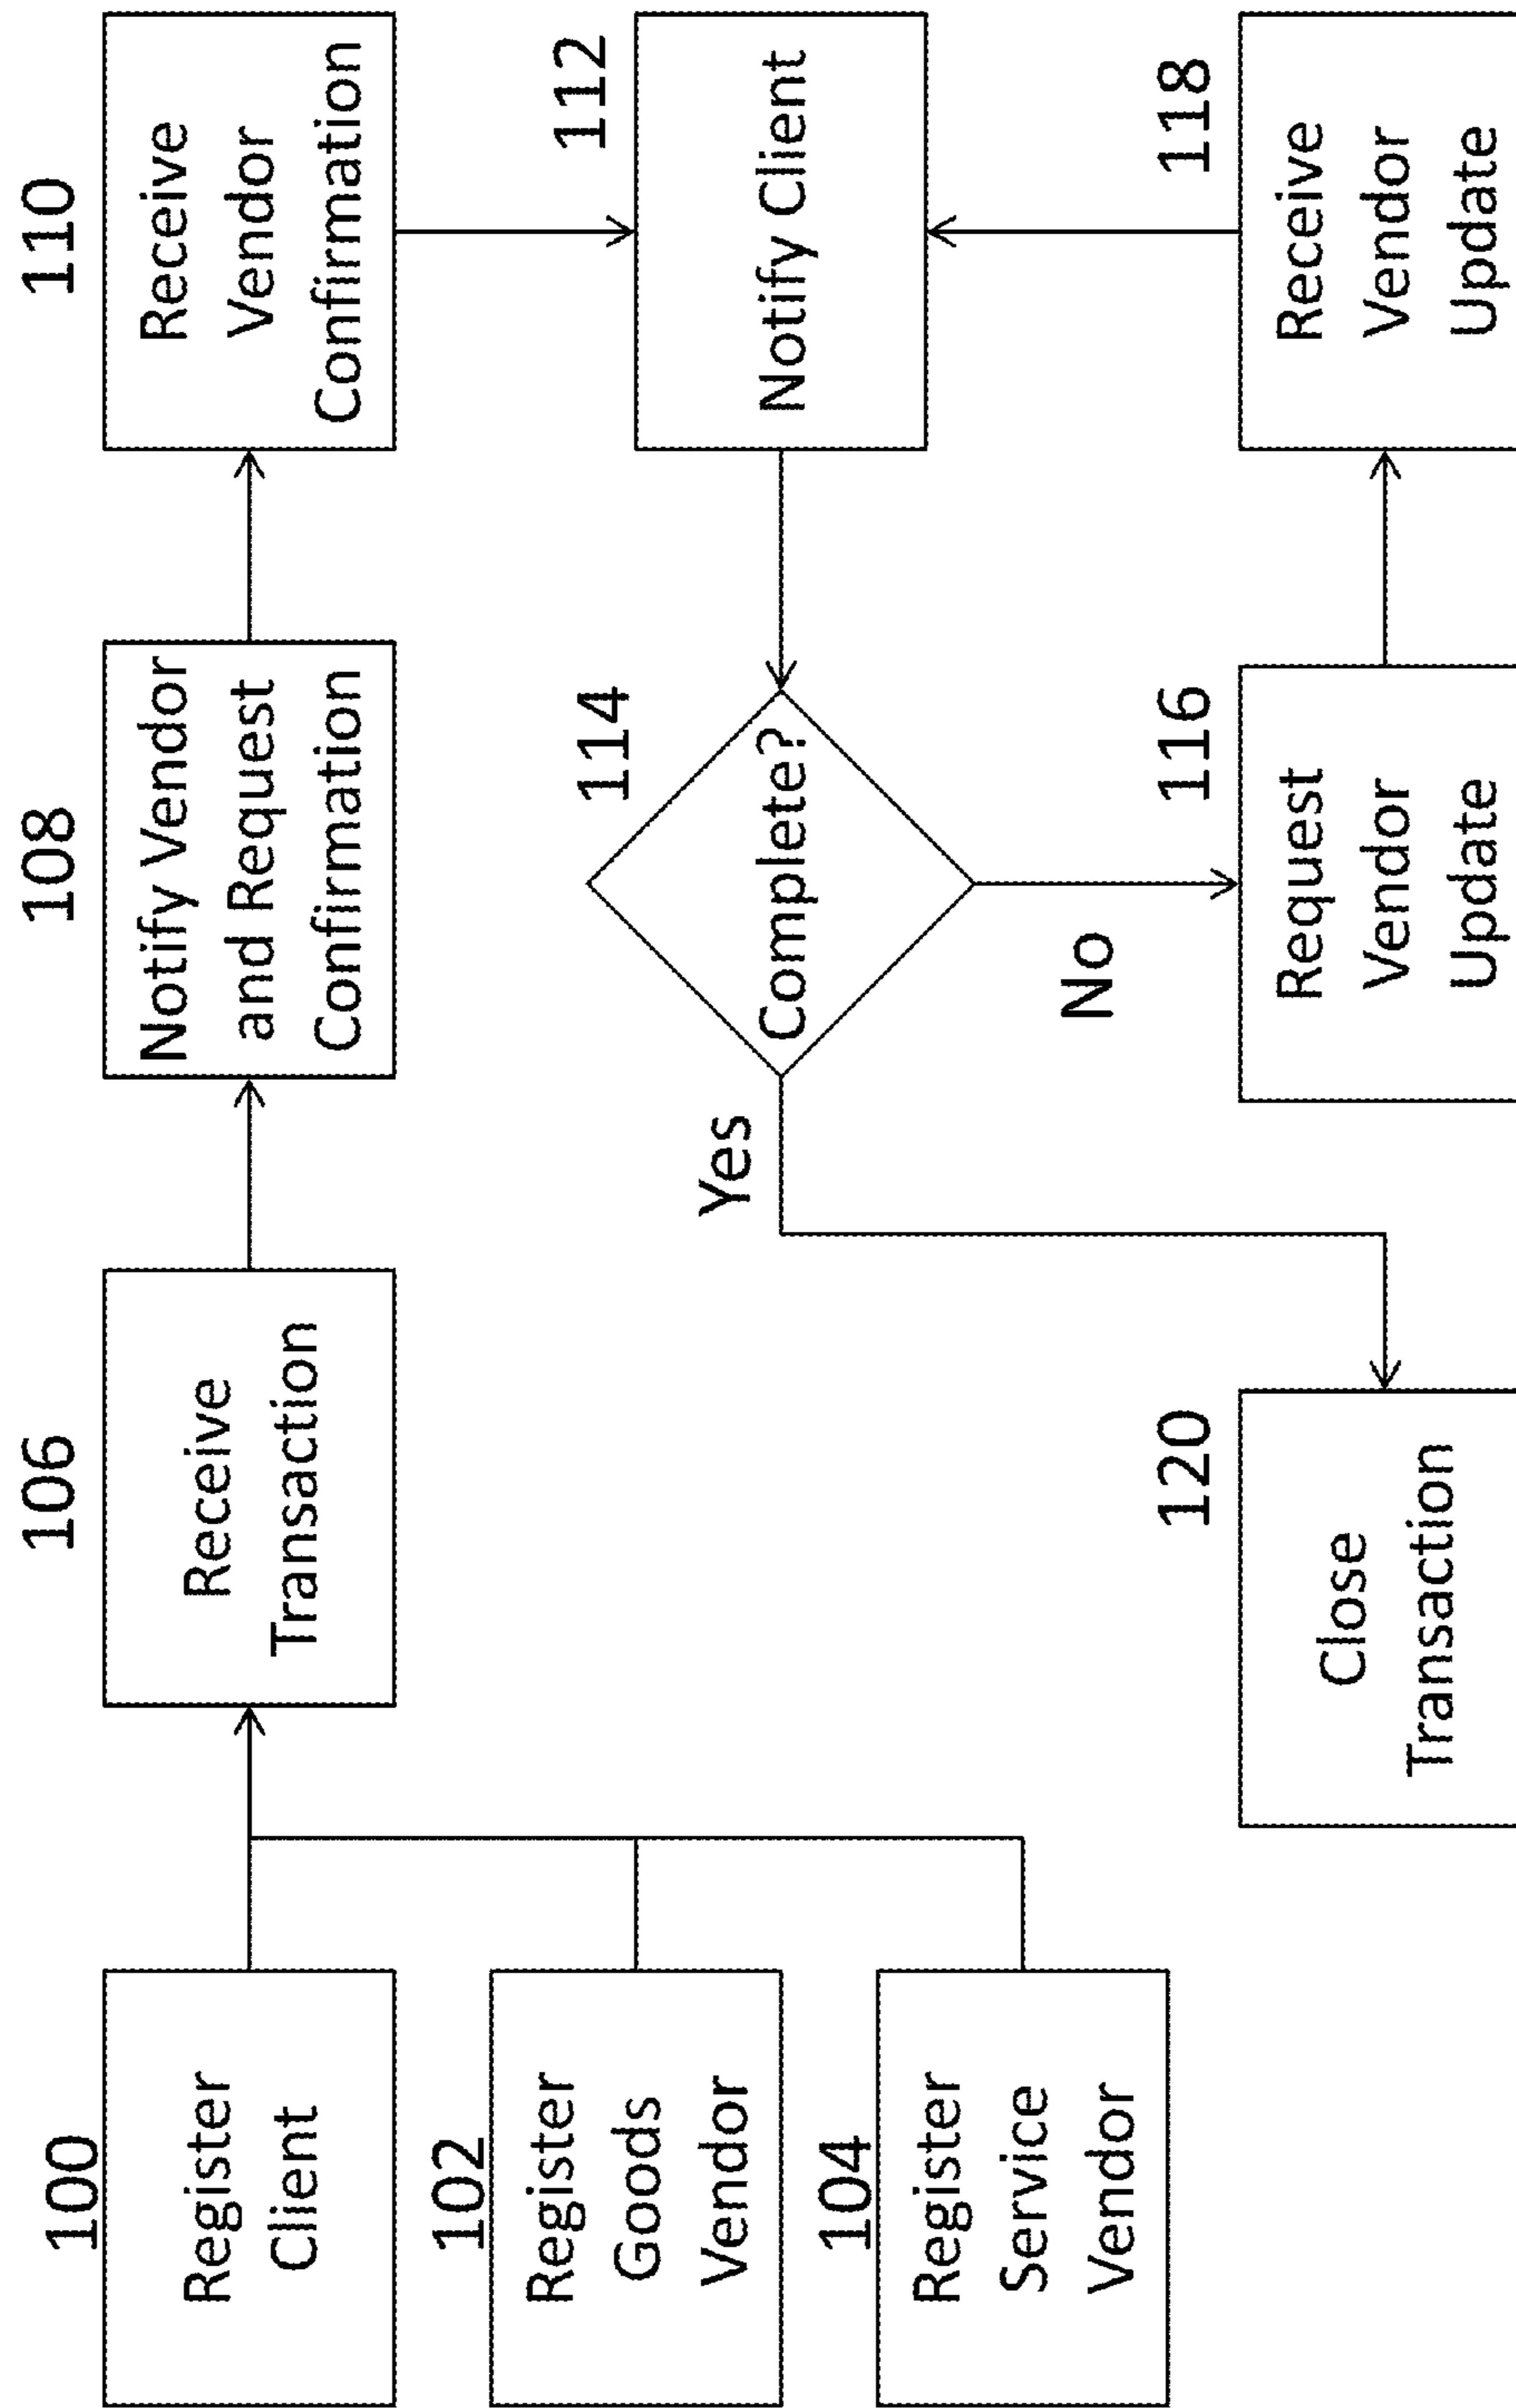 100
Register
Client
102
Register
Goods
Vendor
104
Register
Service
Vendor
106
Receive
Transaction
108
Notify Vendor
and Request
Confirmation
110
Receive
Vendor
Confirmation
112
Notify Client
114
Complete?
Yes
No
116
Request
Vendor
Update
118
Receive
Vendor
Update
120
Close
Transaction